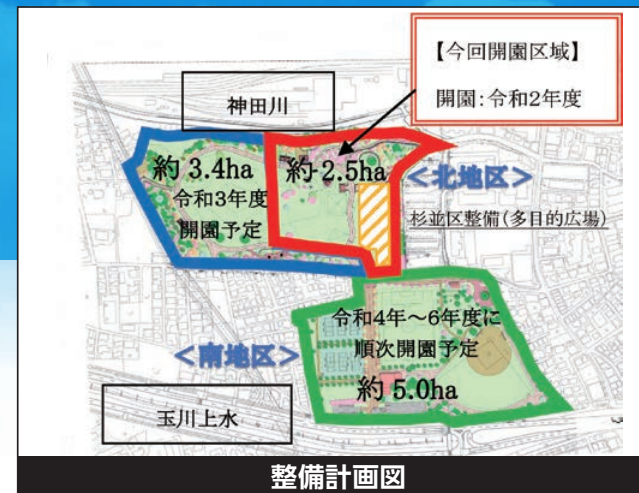 【今回開園区域】
開園:令和2年度
神田川
約 3.4ha
令和3年度
開園予定
約 2.5ha
<北地区>
杉並区整備(多目的広場)
令和4年~6年度に
順次開園予定
約 5.0ha
<南地区>
玉川上水
整備計画図